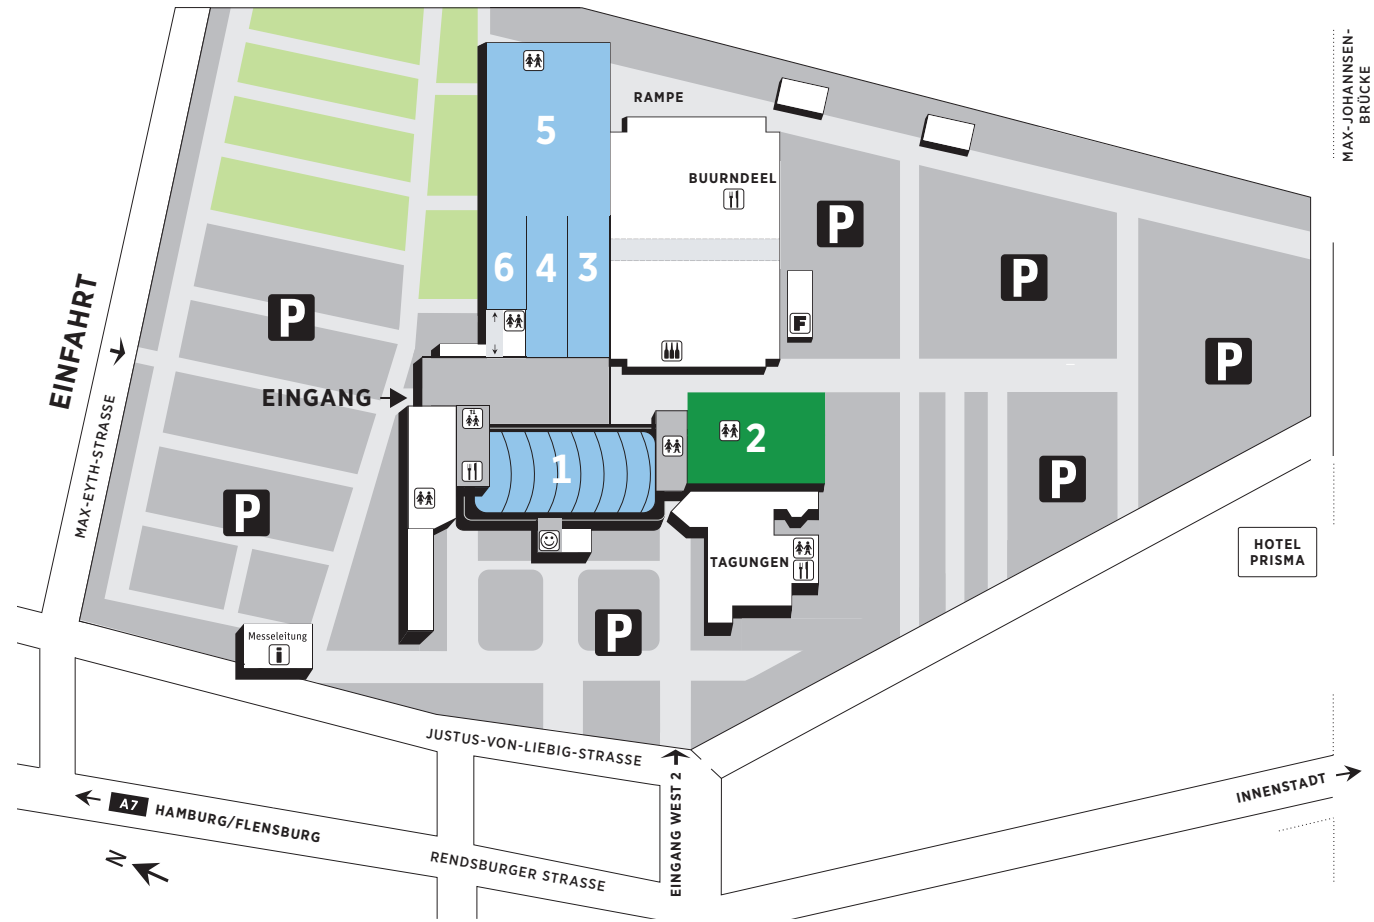 MAX-JOHANNSEN-
BRÜCKE
RAMPE
5
BUURNDEEL
P
P
6
4
3
P
F
EINFAHRT
P
EINGANG
MAX-EYTH-STRASSE
T1
2
1
P
P
HOTEL
PRISMA
TAGUNGEN
P
Messeleitung
i
JUSTUS-VON-LIEBIG-STRASSE
EINGANG WEST 2
INNENSTADT
A7 HAMBURG/FLENSBURG
N
RENDSBURGER STRASSE